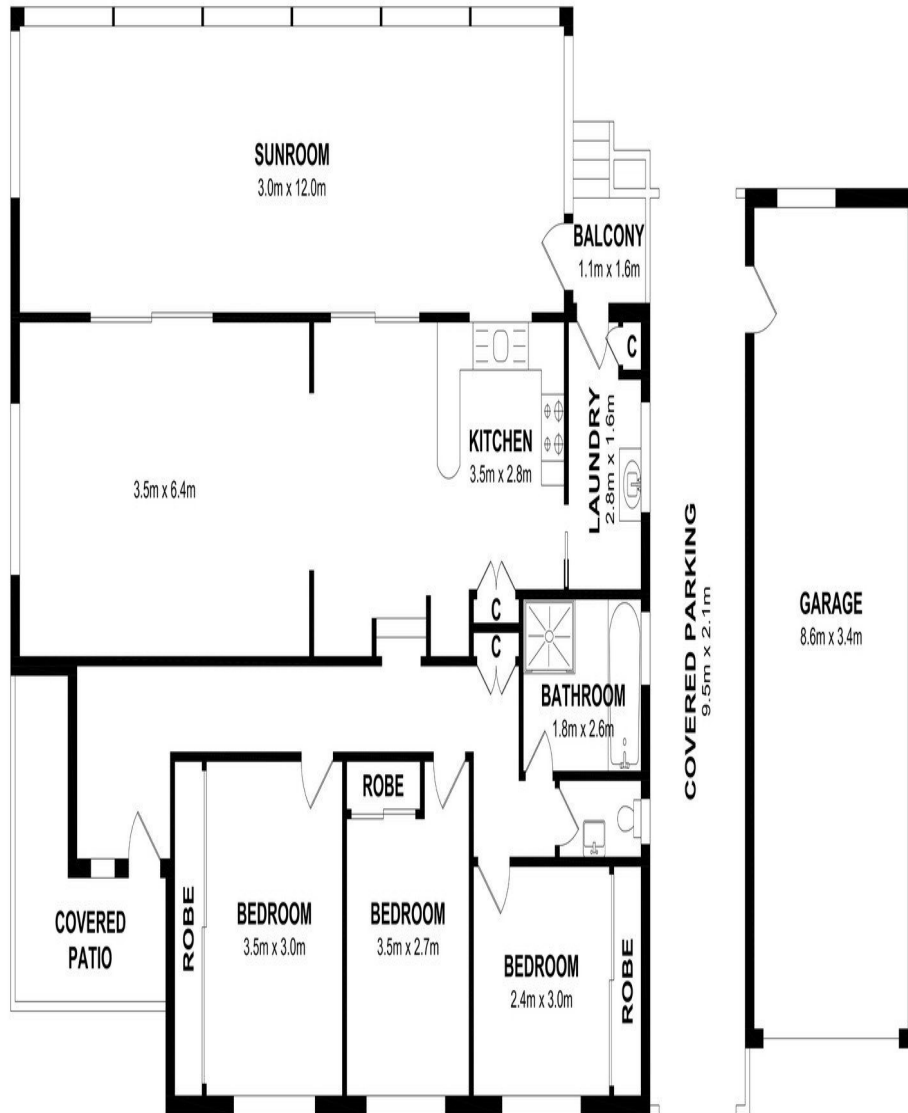 SUNROOM
3.0m x 12.0m
BALCONY
1.1m x 1.6m
C
LAUNDRY
2.8m x 1.6m
KITCHEN
3.5m x 2.8m
3.5m x 6.4m
C
C
BATHROOM
1.8m x 2.6m
COVERED PARKING
9.5m x 2.1m
GARAGE
8.6m x 3.4m
ROBE
ROBE
BEDROOM
3.5m x 3.0m
BEDROOM
3.5m x 2.7m
BEDROOM
2.4m x 3.0m
ROBE
COVERED
PATIO